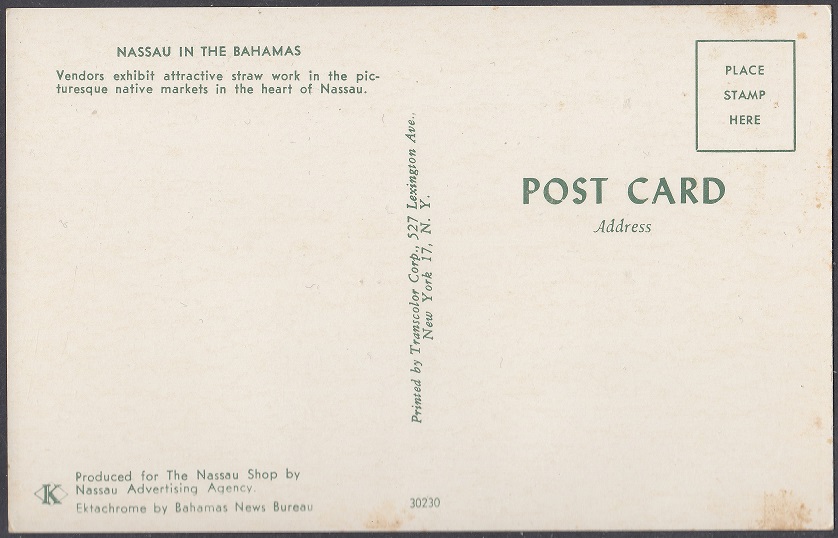 NASSAU IN THE BAHAMAS
Vendors exhibit attractive straw work in the pic-
turesque native markets in the heart of Nassau.
PLACE
STAMP
HERE
POST CARD
Address
Printed by Transcolor Corp., 527 Lexington Ave.,
New York 17, N. Y.
K
Produced for The Nassau Shop by
Nassau Advertising Agency.
Ektachrome by Bahamas News Bureau
30230